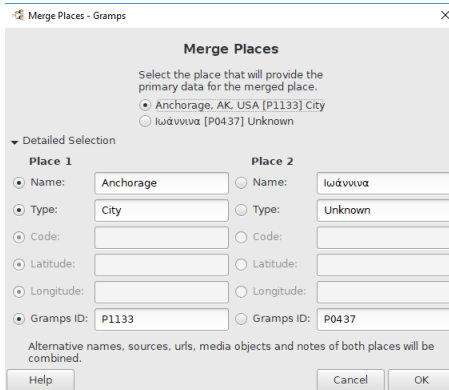 Merge Places - Gramps
Merge Places
Select the place that will provide the
primary data for the merged place.
Anchorage, AK, USA [P1133] City
Ιωάννινα [P0437] Unknown
Detailed Selection
Place 1 Place 2
Name: Anchorage Name: Ιωάννινα
Type: City Type: Unknown
Code: Code:
Latitude: Latitude:
Longitude: Longitude:
Gramps ID: P1133 Gramps ID: P0437
Alternative names, sources, urls, media objects and notes of both places will be
combined.
Help Cancel OK